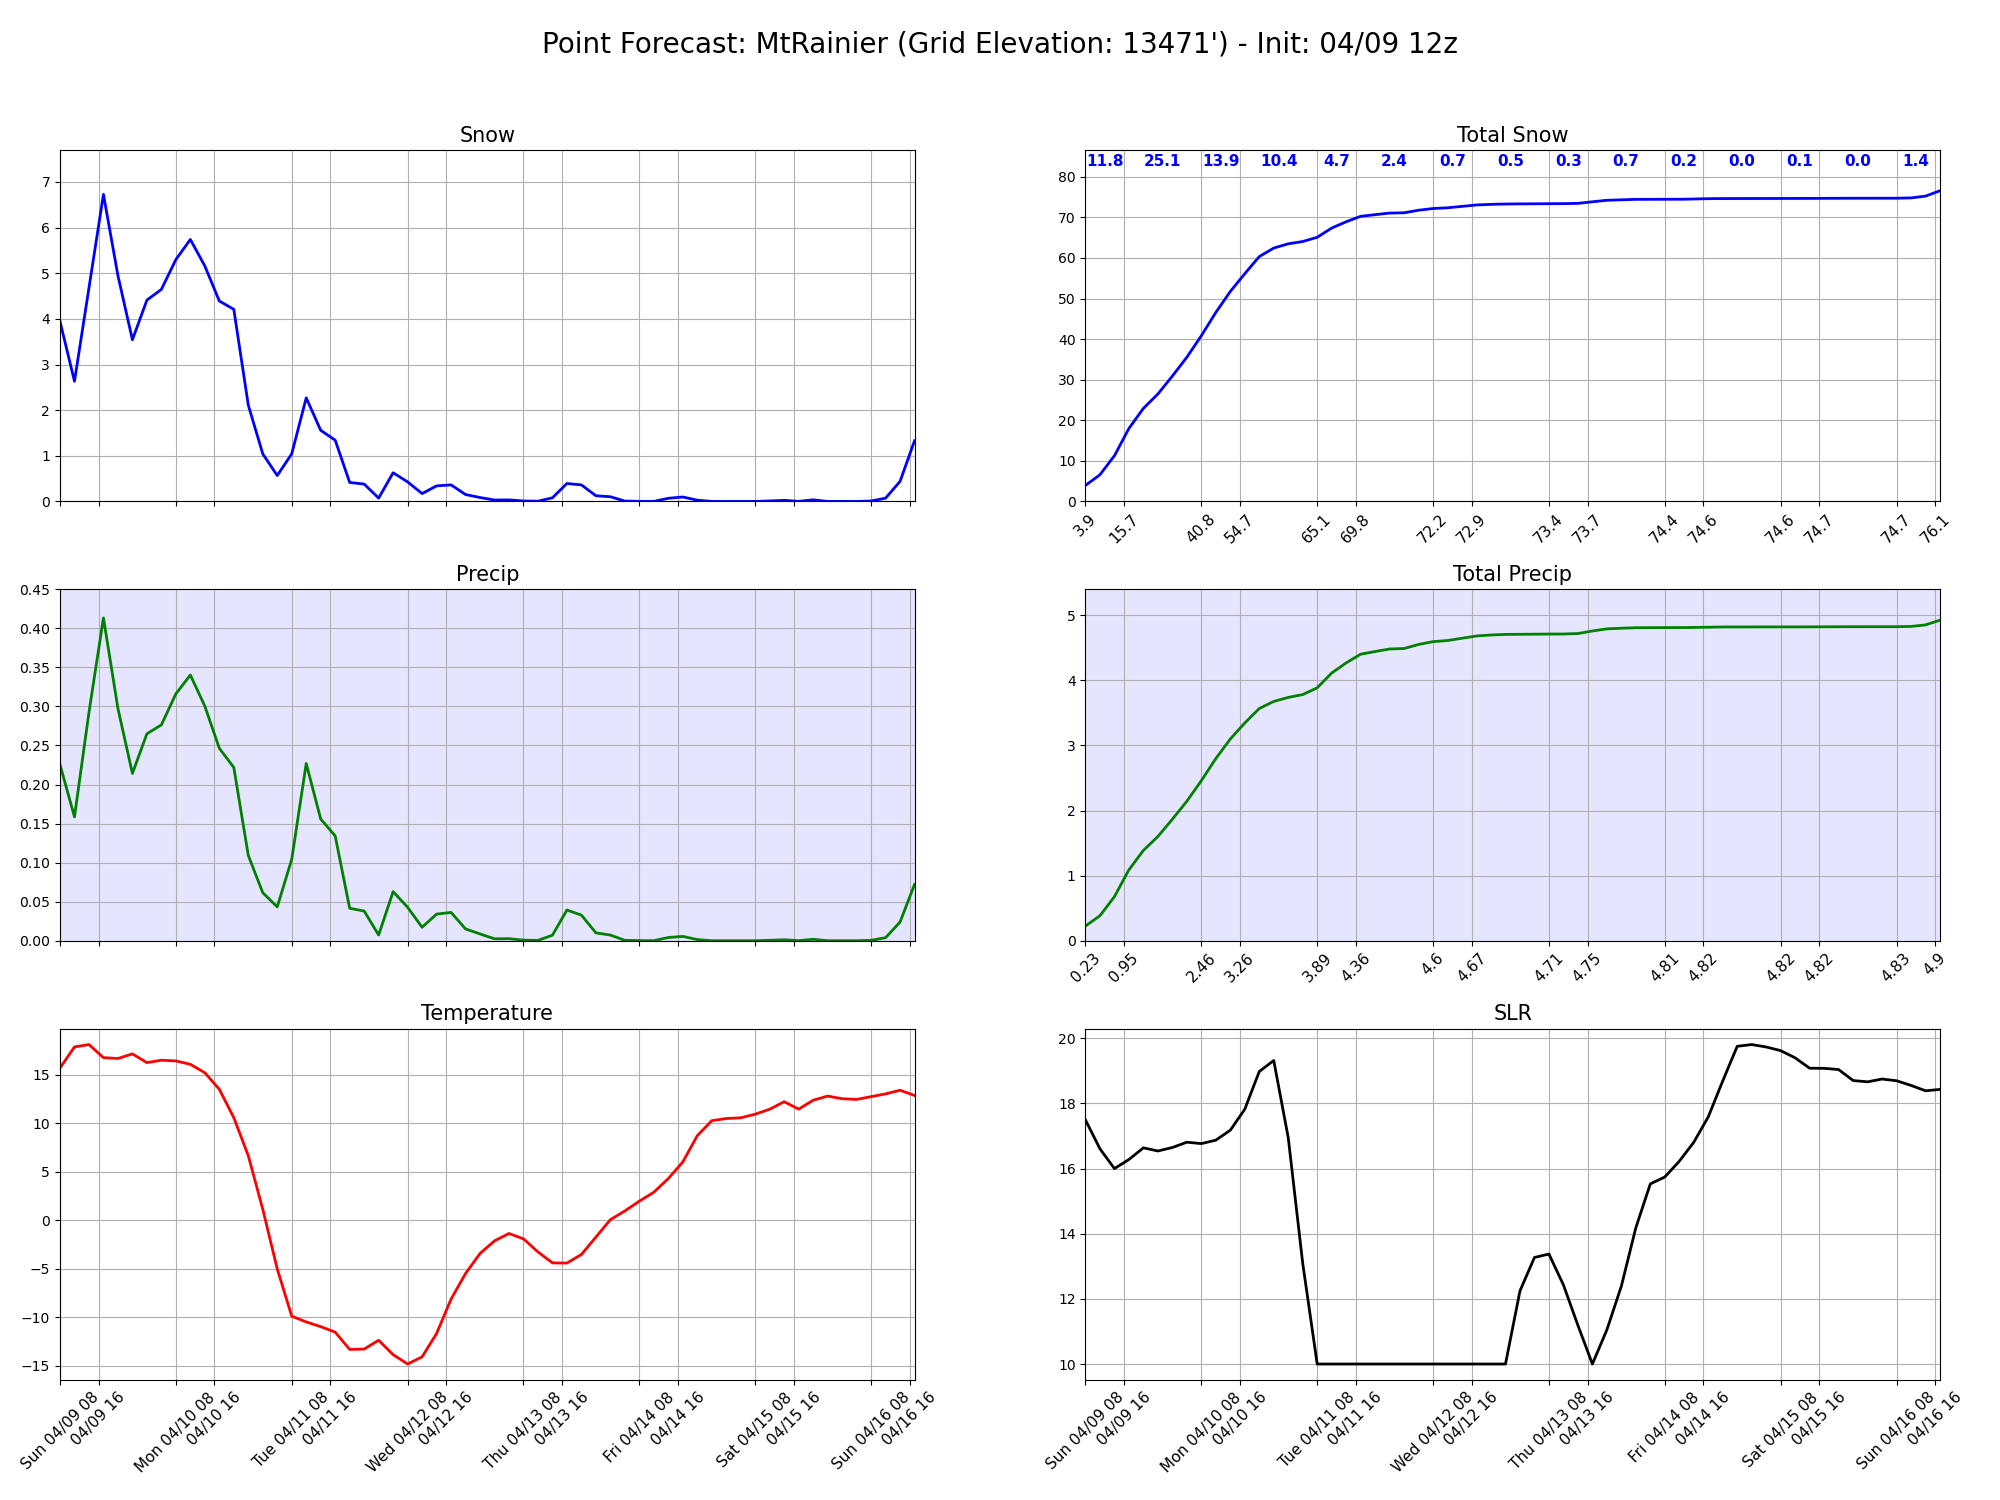 Point Forecast: MtRainier (Grid Elevation: 13471') - Init: 04/09 12z
Snow
7
6
5
4
3
2
1
0
Total Snow
11.8 25.1 13.9 10.4 4.7 2.4 0.7 0.5 0.3 0.7 0.2 0.0 0.1 0.0 1.4
80
70
60
50
40
30
20
10
0
3.9 15.7 40.8 54.7 65.1 69.8 72.2 72.9 73.4 73.7 74.4 74.6 74.6 74.7 74.7 76.1
Precip
0.45
0.40
0.35
0.30
0.25
0.20
0.15
0.10
0.05
0.00
Total Precip
5
4
3
2
1
0
0.23 0.95 2.46 3.26 3.89 4.36 4.6 4.67 4.71 4.75 4.81 4.82 4.82 4.82 4.83 4.9
Temperature
15
10
5
0
−5
−10
−15
Sun 04/09 08
04/09 16
Mon 04/10 08
04/10 16
Tue 04/11 08
04/11 16
Wed 04/12 08
04/12 16
Thu 04/13 08
04/13 16
Fri 04/14 08
04/14 16
Sat 04/15 08
04/15 16
Sun 04/16 08
04/16 16
SLR
20
18
16
14
12
10
Sun 04/09 08
04/09 16
Mon 04/10 08
04/10 16
Tue 04/11 08
04/11 16
Wed 04/12 08
04/12 16
Thu 04/13 08
04/13 16
Fri 04/14 08
04/14 16
Sat 04/15 08
04/15 16
Sun 04/16 08
04/16 16